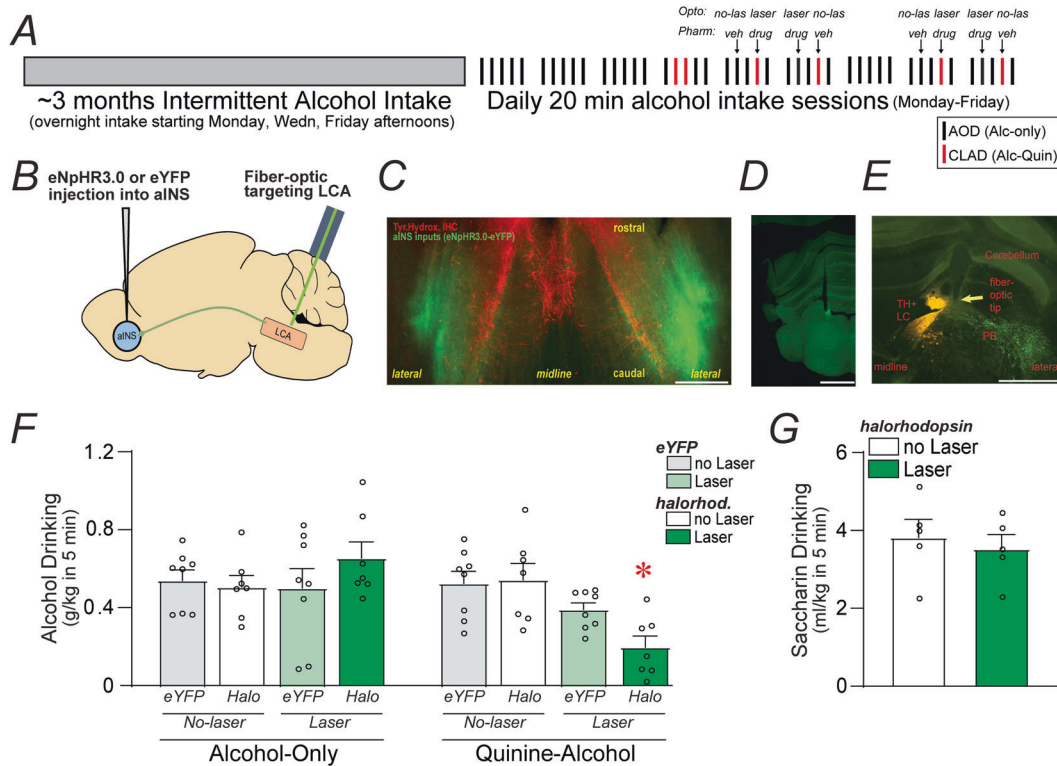 A
Opto: no-las laser laser no-las no-las laser laser no-las
Pharm: veh drug drug veh veh drug drug veh
~3 months Intermittent Alcohol Intake
(overnight intake starting Monday, Wedn, Friday afternoons)
Daily 20 min alcohol intake sessions (Monday-Friday)
AOD (Alc-only)
CLAD (Alc-Quin)
B
eNpHR3.0 or eYFP
injection into aINS
Fiber-optic
targeting LCA
aINS
LCA
C
Tyr.Hydrox. IHC
aINS inputs (eNpHR3.0-eYFP)
rostral
lateral
midline
caudal
lateral
D
E
Cerebellum
TH+
LC
fiber-
optic
tip
PB
midline
lateral
F
Alcohol Drinking
(g/kg in 5 min)
1.2
0.8
0.4
0
eYFP
no Laser
Laser
halorhod.
no Laser
Laser
*
eYFP Halo eYFP Halo eYFP Halo eYFP Halo
No-laser Laser No-laser Laser
Alcohol-Only Quinine-Alcohol
G
halorhodopsin
no Laser
Laser
Saccharin Drinking
(ml/kg in 5 min)
6
4
2
0